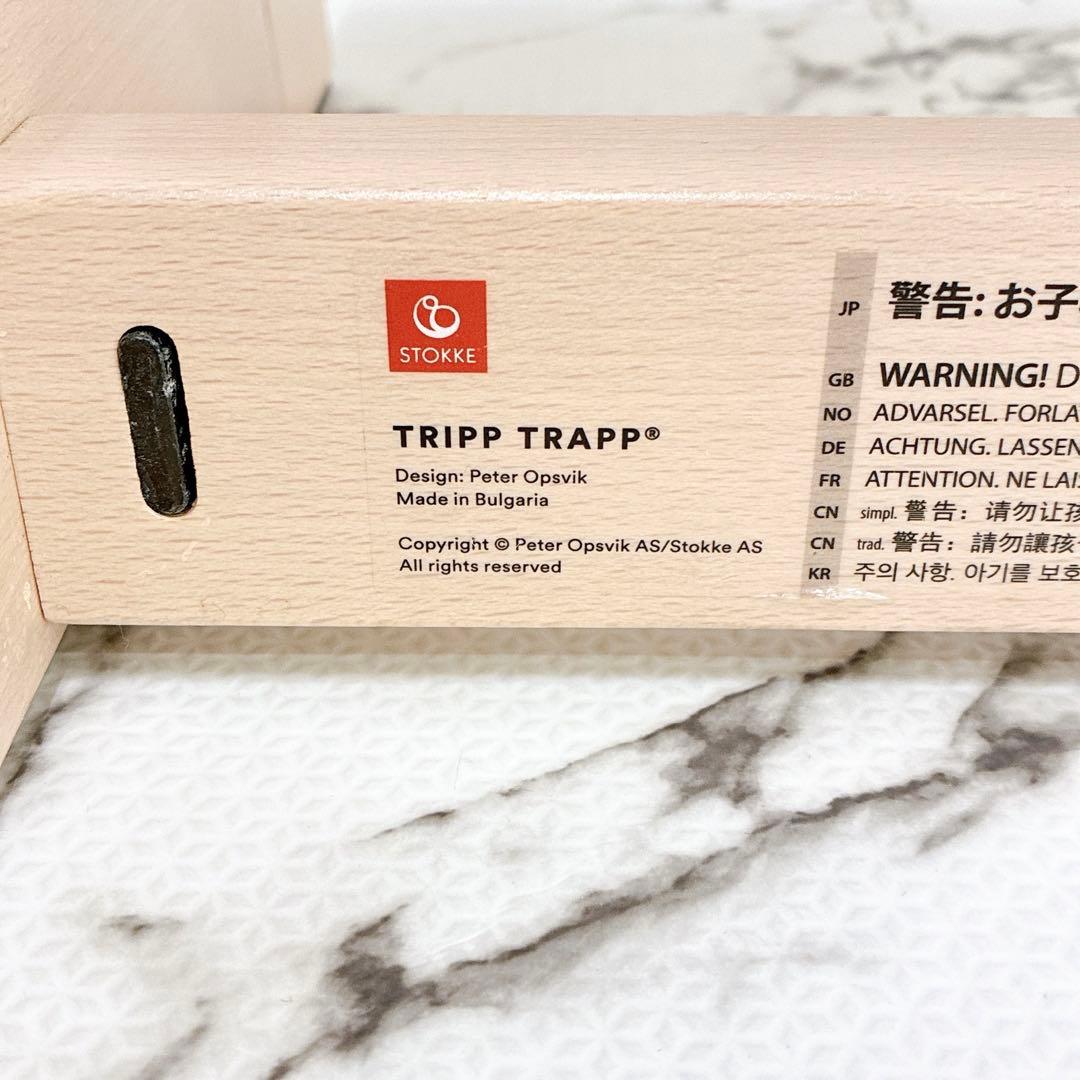 STOKKE
TRIPP TRAPP®
Design: Peter Opsvik
Made in Bulgaria
Copyright © Peter Opsvik AS/Stokke AS
All rights reserved
JP 警告: お子
GB WARNING! D
NO ADVARSEL. FORLA
DE ACHTUNG. LASSEN
FR ATTENTION. NE LAIS
CN simpl. 警告：请勿让孩
CN trad. 警告：請勿讓孩
KR 주의 사항. 아기를 보호